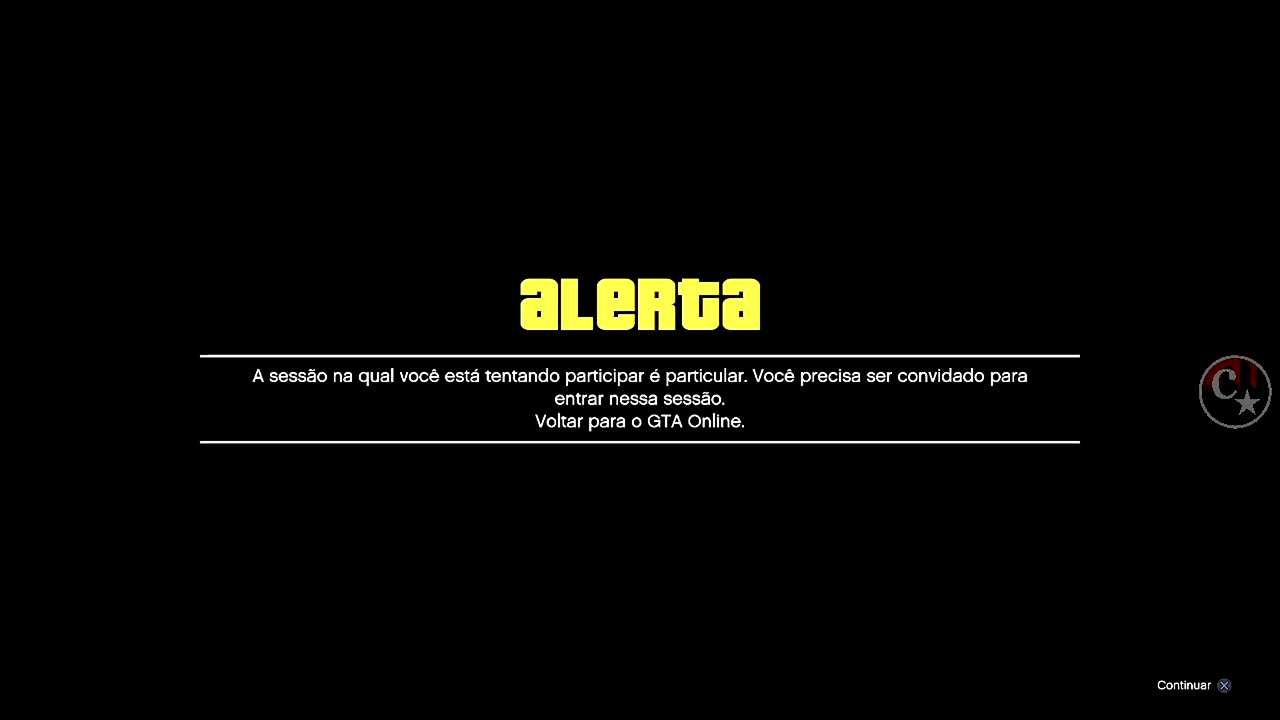 alerta
A sessão na qual você está tentando participar é particular. Você precisa ser convidado para
entrar nessa sessão.
Voltar para o GTA Online.
C
Continuar